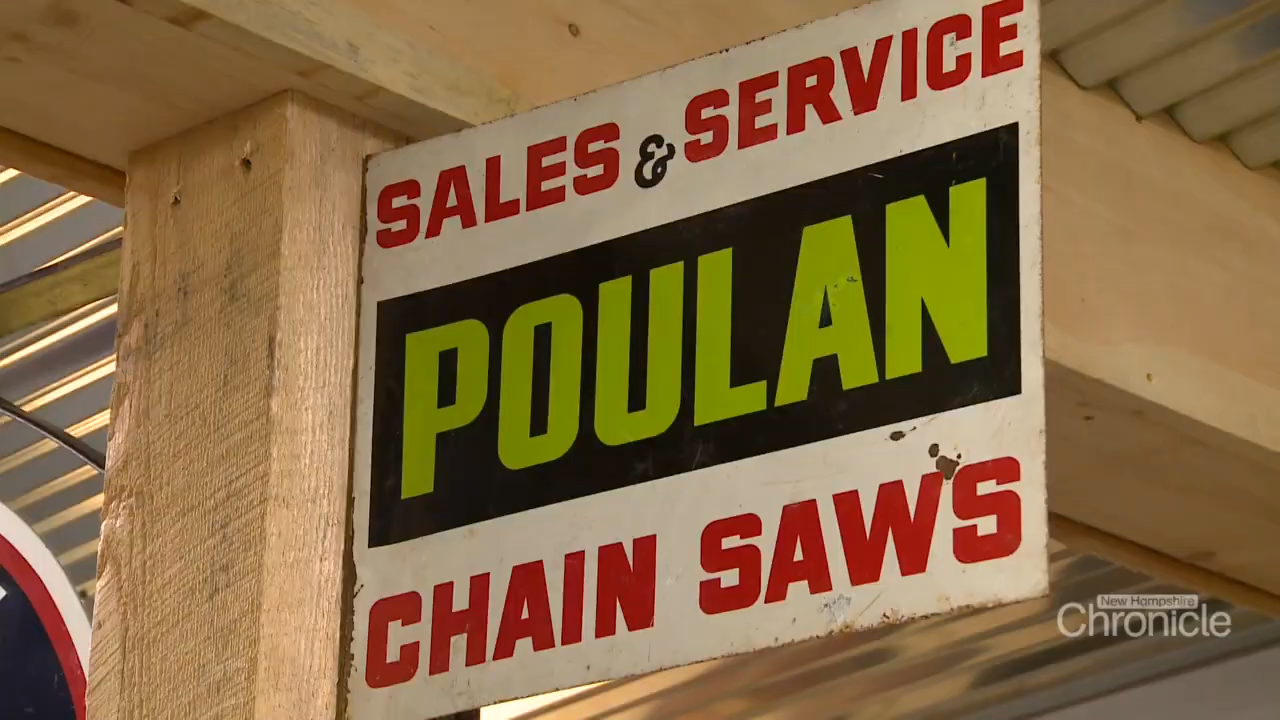 SALES & SERVICE
POULAN
CHAIN SAWS
New Hampshire
Chronicle